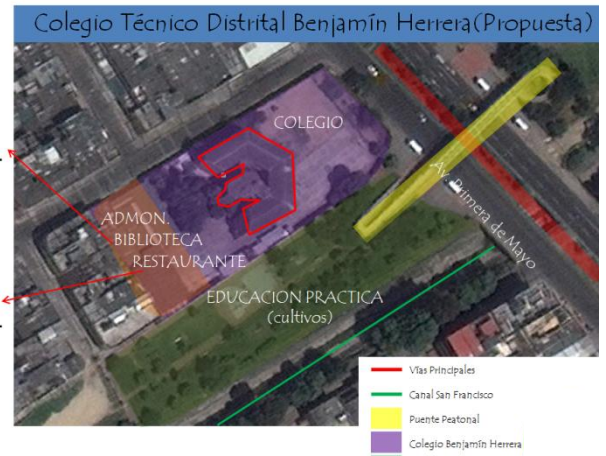 Colegio Técnico Distrital Benjamín Herrera(Propuesta)
COLEGIO
Av. Primera de Mayo
ADMON.
BIBLIOTECA
RESTAURANTE
EDUCACION PRACTICA
(cultivos)
Vías Principales
Canal San Francisco
Puente Peatonal
Colegio Benjamín Herrera